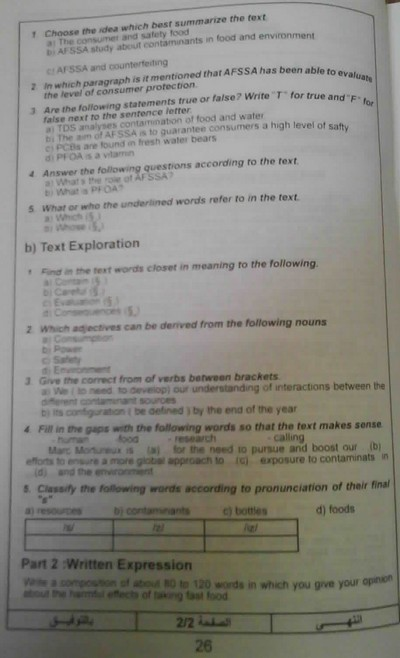 1. Choose the idea which best summarize the text.
a) The consumer and safety food
b) AFSSA study about contaminants in food and environment
c) AFSSA and counterfeiting
2. In which paragraph is it mentioned that AFSSA has been able to evaluate
the level of consumer protection.
3. Are the following statements true or false? Write "T" for true and "F" for
false next to the sentence letter.
a) TDS analyses contamination of food and water
b) The aim of AFSSA is to guarantee consumers a high level of safty
c) PCBs are found in fresh water bears
d) PFOA is a vitamin
4. Answer the following questions according to the text.
a) What's the role of AFSSA?
b) What is PFOA?
5. What or who the underlined words refer to in the text.
a) Which (§
b) Whose (§
b) Text Exploration
1. Find in the text words closet in meaning to the following.
a) Contain (§
b) Careful (§
c) Evaluation (§
d) Consequences (§
2. Which adjectives can be derived from the following nouns
a) Consumption
b) Power
c) Safety
d) Environment
3. Give the correct from of verbs between brackets.
a) We ( to need to develop) our understanding of interactions between the
different contaminant sources.
b) Its configuration ( be defined ) by the end of the year
4. Fill in the gaps with the following words so that the text makes sense.
- human -food - research - calling
Marc Mortureux is ..(a).. for the need to pursue and boost our ..(b)..
efforts to ensure a more global approach to ..(c).. exposure to contaminats in
..(d).. and the environment.
5. Classify the following words according to pronunciation of their final
"s"
a) resources b) contaminants c) bottles d) foods
/s/ /z/ /iz/
Part 2 :Written Expression
Write a composition of about 80 to 120 words in which you give your opinion
about the harmful effects of taking fast food.
انتهى الصفحة 2/2 بالتوفيق
26